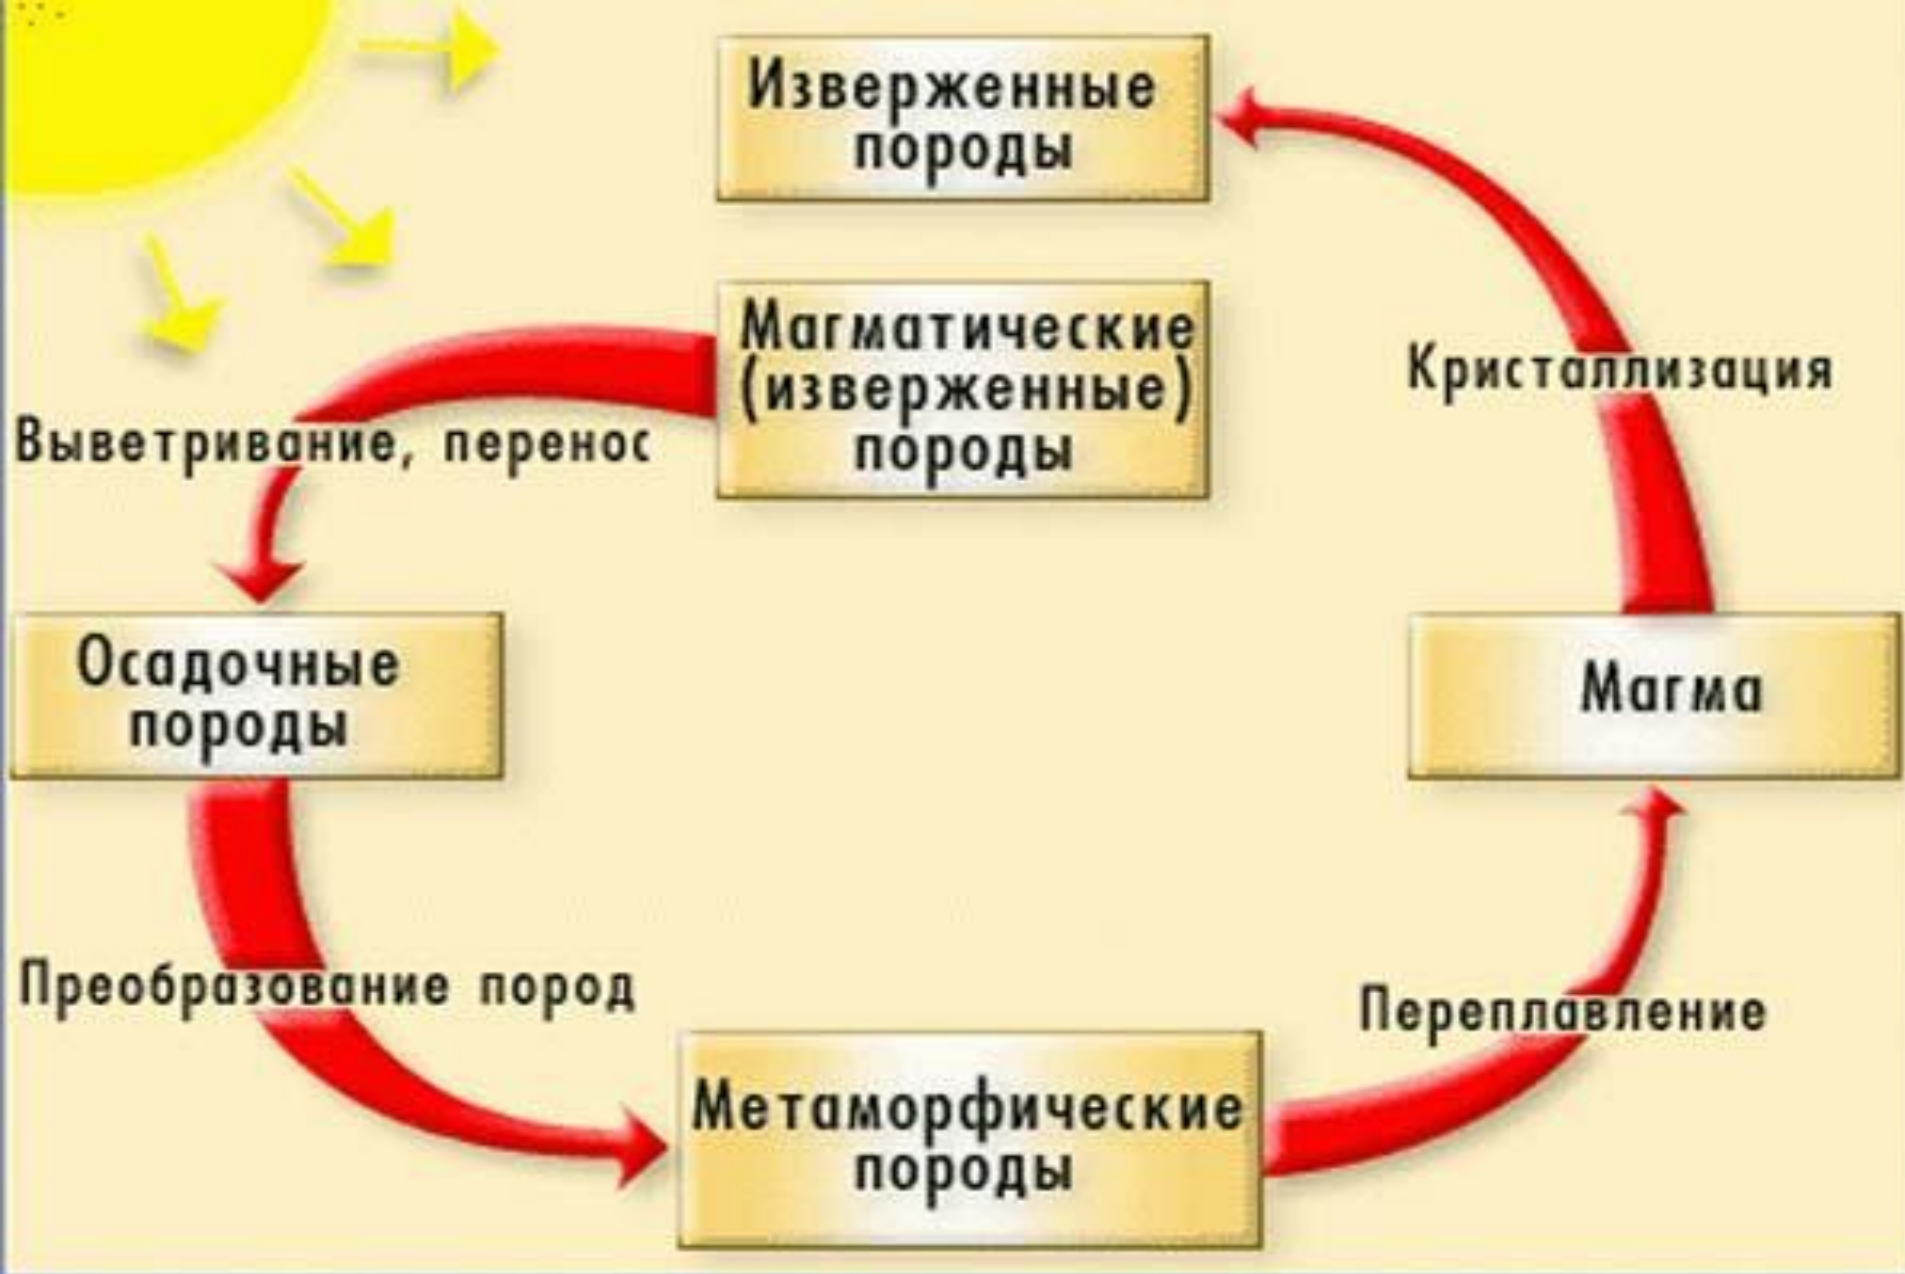 Изверженные
породы
Магматические
(изверженные)
породы
Кристаллизация
Выветривание, перенос
Осадочные
породы
Магма
Преобразование пород
Переплавление
Метаморфические
породы